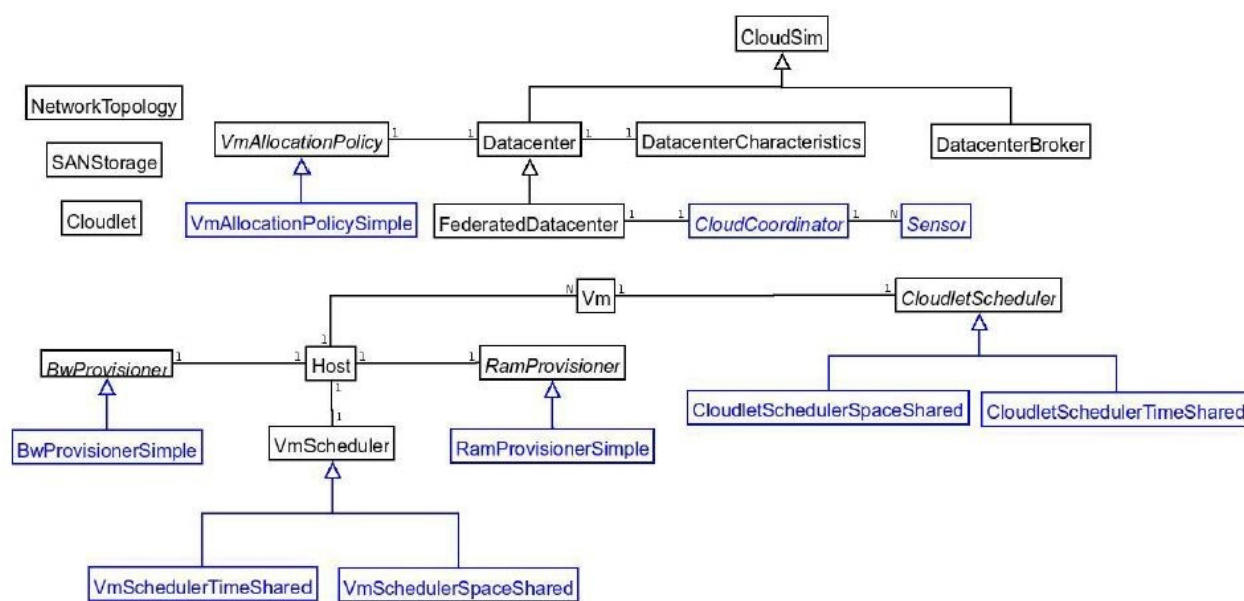 CloudSim
NetworkTopology
VmAllocationPolicy 1 1 Datacenter 1 1 DatacenterCharacteristics
DatacenterBroker
SANStorage
Cloudlet
VmAllocationPolicySimple
FederatedDatacenter 1 1 CloudCoordinator 1 N Sensor
N Vm 1 1 CloudletScheduler
1
BwProvisioner 1 1 Host 1 1 RamProvisioner
1
1
CloudletSchedulerSpaceShared
CloudletSchedulerTimeShared
BwProvisionerSimple
VmScheduler
RamProvisionerSimple
VmSchedulerTimeShared
VmSchedulerSpaceShared